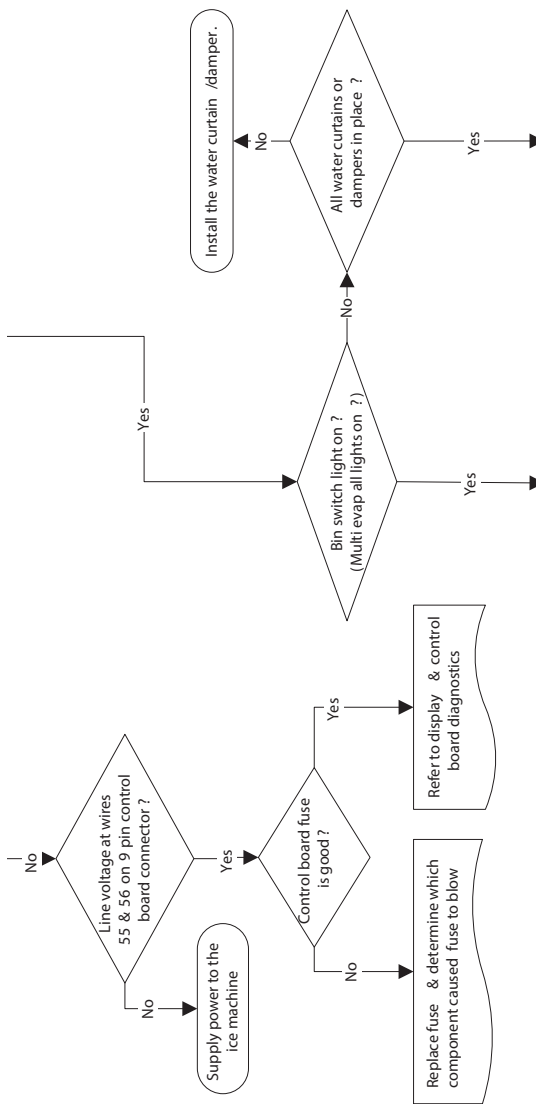 No
Line voltage at wires
55 & 56 on 9 pin control
board connector ?
No
Supply power to the
ice machine
Yes
Control board fuse
is good ?
No
Replace fuse & determine which
component caused fuse to blow
Yes
Refer to display & control
board diagnostics
Yes
Bin switch light on ?
(Multi evap all lights on ?)
Yes
No
All water curtains or
dampers in place ?
No
Install the water curtain /damper.
Yes